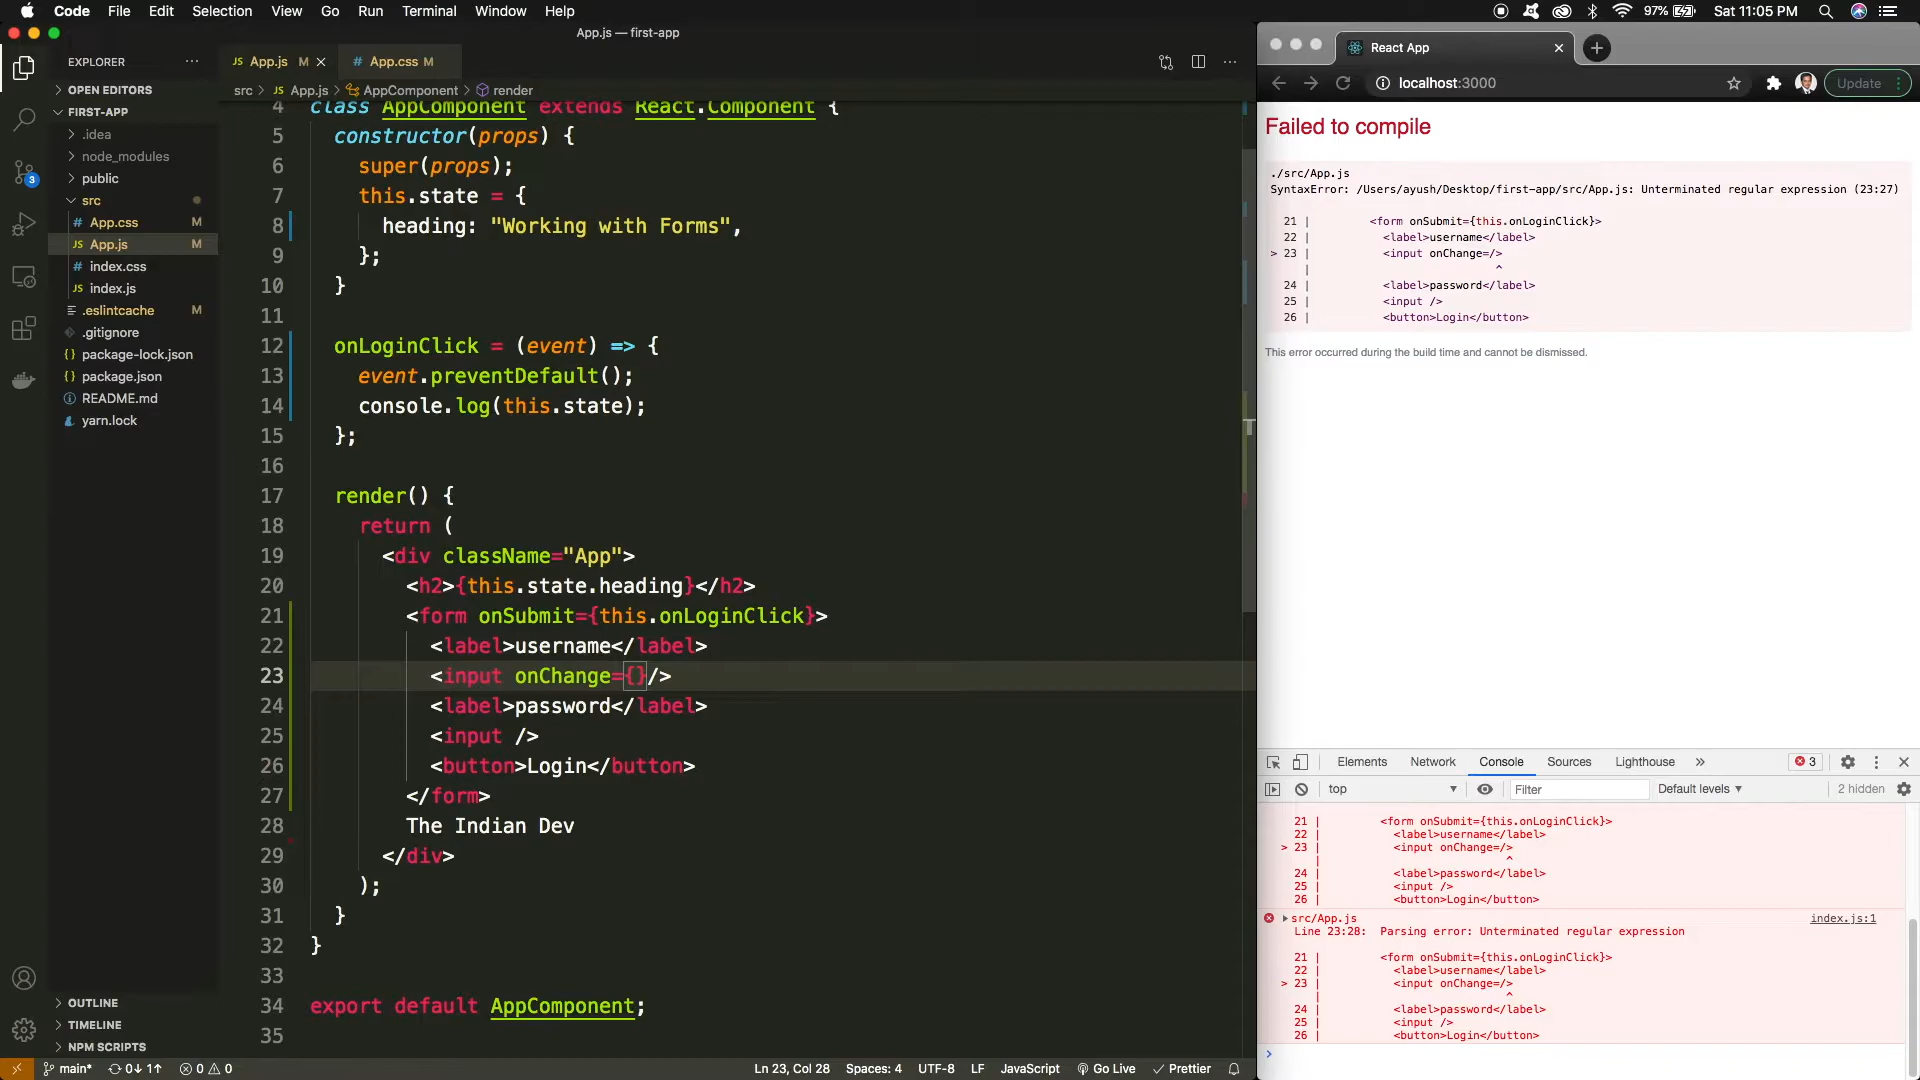 Code File Edit Selection View Go Run Terminal Window Help
97% Sat 11:05 PM
App.js — first-app
EXPLORER
OPEN EDITORS
FIRST-APP
.idea
node_modules
public
src
App.css M
App.js M
index.css
index.js
.eslintcache M
.gitignore
package-lock.json
package.json
README.md
yarn.lock
OUTLINE
TIMELINE
NPM SCRIPTS
3
App.js M
App.css M
src > App.js > AppComponent > render
4 class AppComponent extends React.Component {
5 constructor(props) {
6 super(props);
7 this.state = {
8 heading: "Working with Forms",
9 };
10 }
11
12 onLoginClick = (event) => {
13 event.preventDefault();
14 console.log(this.state);
15 };
16
17 render() {
18 return (
19 <div className="App">
20 <h2>{this.state.heading}</h2>
21 <form onSubmit={this.onLoginClick}>
22 <label>username</label>
23 <input onChange={}/>
24 <label>password</label>
25 <input />
26 <button>Login</button>
27 </form>
28 The Indian Dev
29 </div>
30 );
31 }
32 }
33
34 export default AppComponent;
35
main* 0↓ 1↑ 0 0
Ln 23, Col 28 Spaces: 4 UTF-8 LF JavaScript Go Live Prettier
React App
localhost:3000
Update
Failed to compile
./src/App.js
SyntaxError: /Users/ayush/Desktop/first-app/src/App.js: Unterminated regular expression (23:27)
21 | <form onSubmit={this.onLoginClick}>
22 | <label>username</label>
> 23 | <input onChange=/>
| ^
24 | <label>password</label>
25 | <input />
26 | <button>Login</button>
This error occurred during the build time and cannot be dismissed.
Elements Network Console Sources Lighthouse » 3
top Filter Default levels 2 hidden
21 | <form onSubmit={this.onLoginClick}>
22 | <label>username</label>
> 23 | <input onChange=/>
| ^
24 | <label>password</label>
25 | <input />
26 | <button>Login</button>
src/App.js index.js:1
Line 23:28: Parsing error: Unterminated regular expression
21 | <form onSubmit={this.onLoginClick}>
22 | <label>username</label>
> 23 | <input onChange=/>
| ^
24 | <label>password</label>
25 | <input />
26 | <button>Login</button>
>